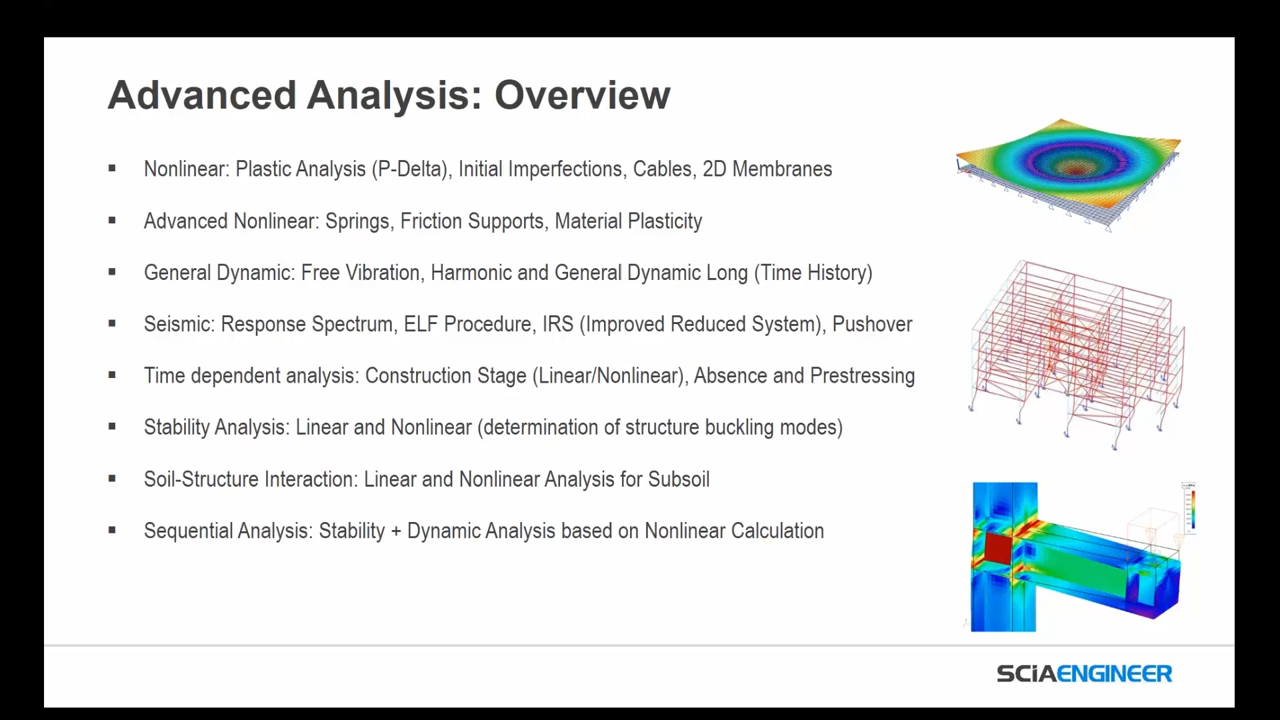 Advanced Analysis: Overview
▪ Nonlinear: Plastic Analysis (P-Delta), Initial Imperfections, Cables, 2D Membranes
▪ Advanced Nonlinear: Springs, Friction Supports, Material Plasticity
▪ General Dynamic: Free Vibration, Harmonic and General Dynamic Long (Time History)
▪ Seismic: Response Spectrum, ELF Procedure, IRS (Improved Reduced System), Pushover
▪ Time dependent analysis: Construction Stage (Linear/Nonlinear), Absence and Prestressing
▪ Stability Analysis: Linear and Nonlinear (determination of structure buckling modes)
▪ Soil-Structure Interaction: Linear and Nonlinear Analysis for Subsoil
▪ Sequential Analysis: Stability + Dynamic Analysis based on Nonlinear Calculation
SCiAENGINEER